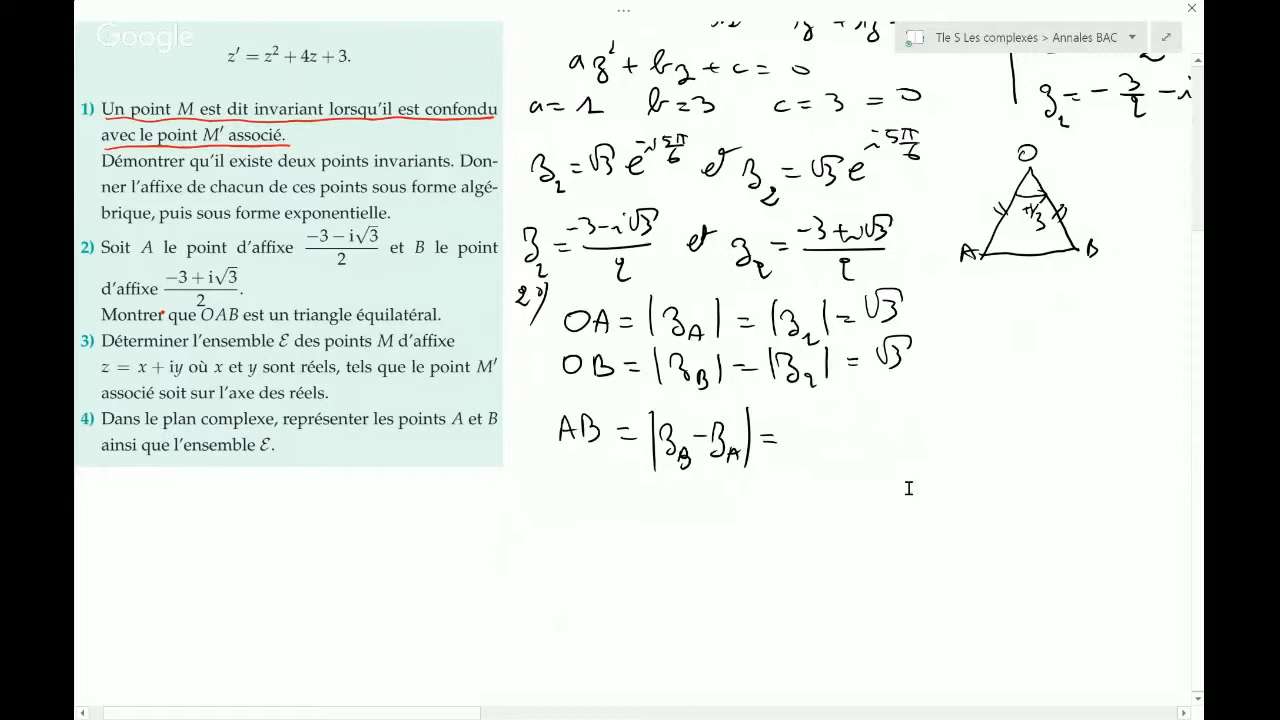 Google
Tle S Les complexes > Annales BAC
z′ = z² + 4z + 3.
1) Un point M est dit invariant lorsqu'il est confondu
avec le point M′ associé.
Démontrer qu'il existe deux points invariants. Don-
ner l'affixe de chacun de ces points sous forme algé-
brique, puis sous forme exponentielle.
2) Soit A le point d'affixe (−3 − i√3)/2 et B le point
d'affixe (−3 + i√3)/2.
Montrer que OAB est un triangle équilatéral.
3) Déterminer l'ensemble ℰ des points M d'affixe
z = x + iy où x et y sont réels, tels que le point M′
associé soit sur l'axe des réels.
4) Dans le plan complexe, représenter les points A et B
ainsi que l'ensemble ℰ.
az² + bz + c = 0
a = 1 b = 3 c = 3 = 0
z₁ = √3 e^(−i5π/6) et z₂ = √3 e^(i5π/6)
z₁ = (−3 − i√3)/2 et z₂ = (−3 + i√3)/2
2°)
OA = |z_A| = |z₁| = √3
OB = |z_B| = |z₂| = √3
AB = |z_B − z_A| =
z₂ = −3/2 − i
O
π/3
A B